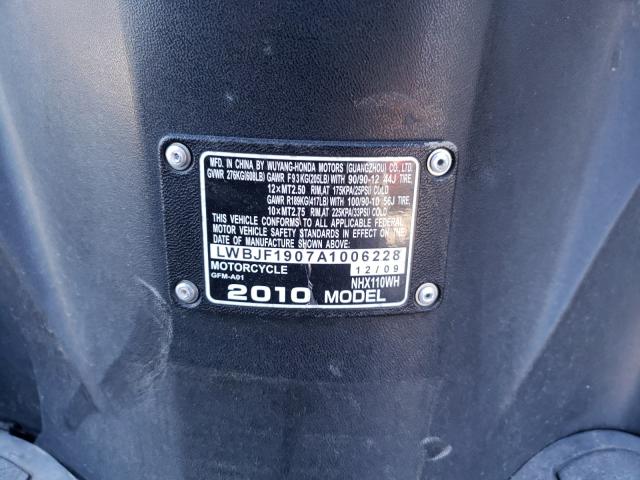 MFD. IN CHINA BY WUYANG-HONDA MOTORS (GUANGZHOU) CO., LTD.
GVWR 276KG(608LB) GAWR F93KG(205LB) WITH 90/90-12 44J TIRE,
12×MT2.50 RIM, AT 175KPA(25PSI) COLD
GAWR R189KG(417LB) WITH 100/90-10 56J TIRE,
10×MT2.75 RIM, AT 225KPA(33PSI) COLD
THIS VEHICLE CONFORMS TO ALL APPLICABLE FEDERAL
MOTOR VEHICLE SAFETY STANDARDS IN EFFECT ON THE
DATE OF MANUFACTURE SHOWN ABOVE:
LWBJF1907A1006228
MOTORCYCLE 12/09
GFM-A01 NHX110WH
2010 MODEL